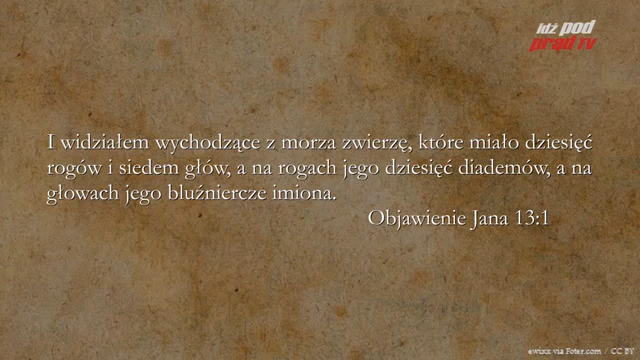 idź pod
prąd TV
I widziałem wychodzące z morza zwierzę, które miało dziesięć
rogów i siedem głów, a na rogach jego dziesięć diademów, a na
głowach jego bluźniercze imiona.
Objawienie Jana 13:1
ewixx via Foter.com / CC BY